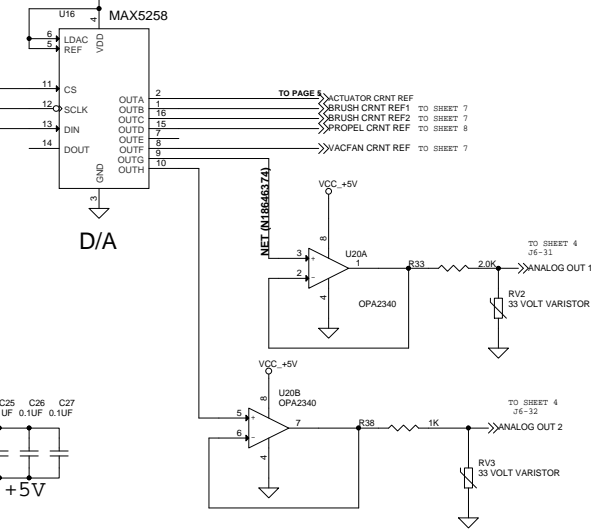 U16
4
MAX5258
6 LDAC
5 REF
VDD
11 CS
12 SCLK
13 DIN
14 DOUT
OUTA 2
OUTB 1
OUTC 16
OUTD 15
OUTE 7
OUTF 8
OUTG 9
OUTH 10
GND
3
D/A
TO PAGE 5
ACTUATOR CRNT REF
BRUSH CRNT REF1 TO SHEET 7
BRUSH CRNT REF2 TO SHEET 7
PROPEL CRNT REF TO SHEET 8
VACFAN CRNT REF TO SHEET 7
NET (N18646374)
VCC_+5V
8
U20A
3 +
1
2 -
4
OPA2340
R33 2.0K
TO SHEET 4
J6-31
ANALOG OUT 1
RV2
33 VOLT VARISTOR
VCC_+5V
8
U20B
OPA2340
5 +
7
6 -
4
R38 1K
TO SHEET 4
J6-32
ANALOG OUT 2
RV3
33 VOLT VARISTOR
C25 C26 C27
UF 0.1UF 0.1UF
+5V